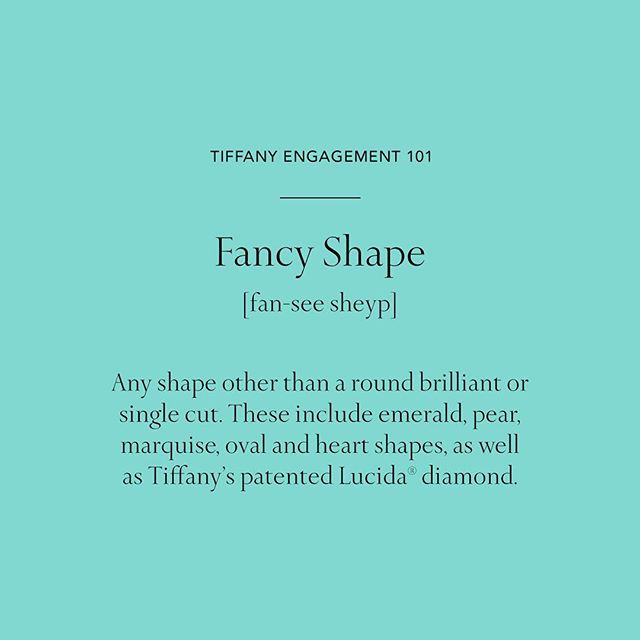 TIFFANY ENGAGEMENT 101
Fancy Shape
[fan-see sheyp]
Any shape other than a round brilliant or
single cut. These include emerald, pear,
marquise, oval and heart shapes, as well
as Tiffany’s patented Lucida® diamond.